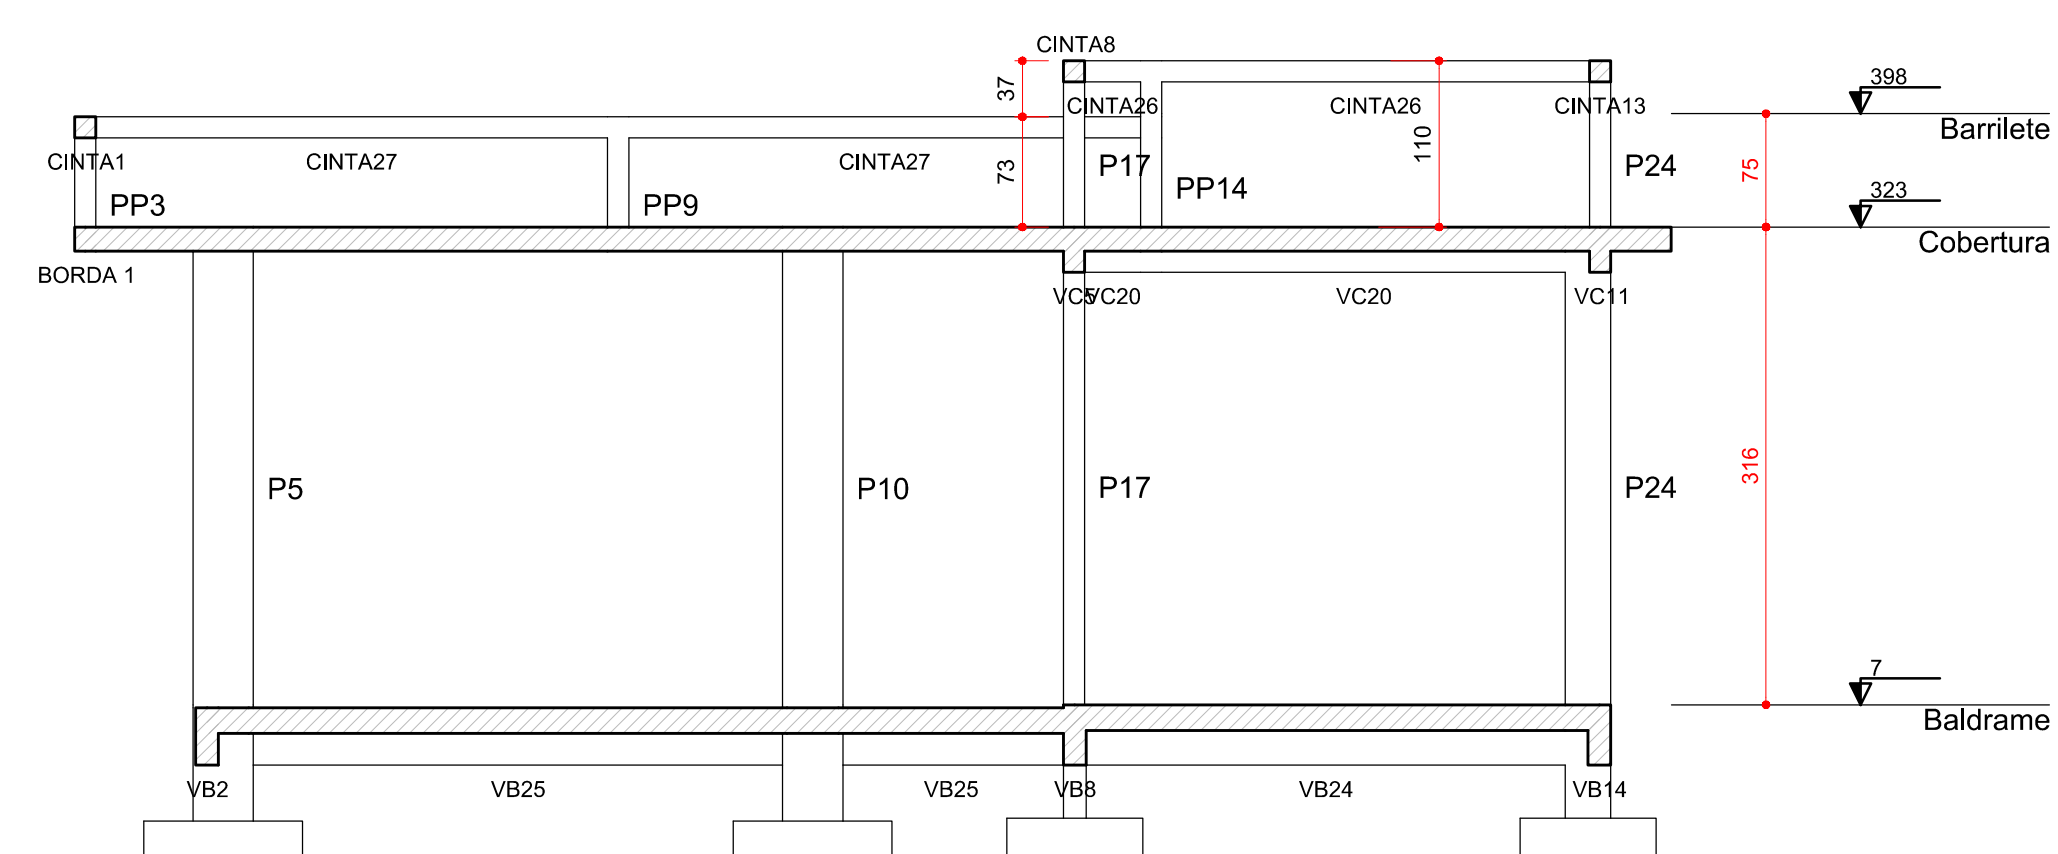 CINTA8
37
CINTA26
CINTA26
CINTA13
398
Barrilete
CINTA1
CINTA27
CINTA27
73
P17
110
P24
75
PP3
PP9
PP14
323
Cobertura
BORDA 1
VC5
VC20
VC20
VC11
P5
P10
P17
P24
316
7
Baldrame
VB2
VB25
VB25
VB8
VB24
VB14